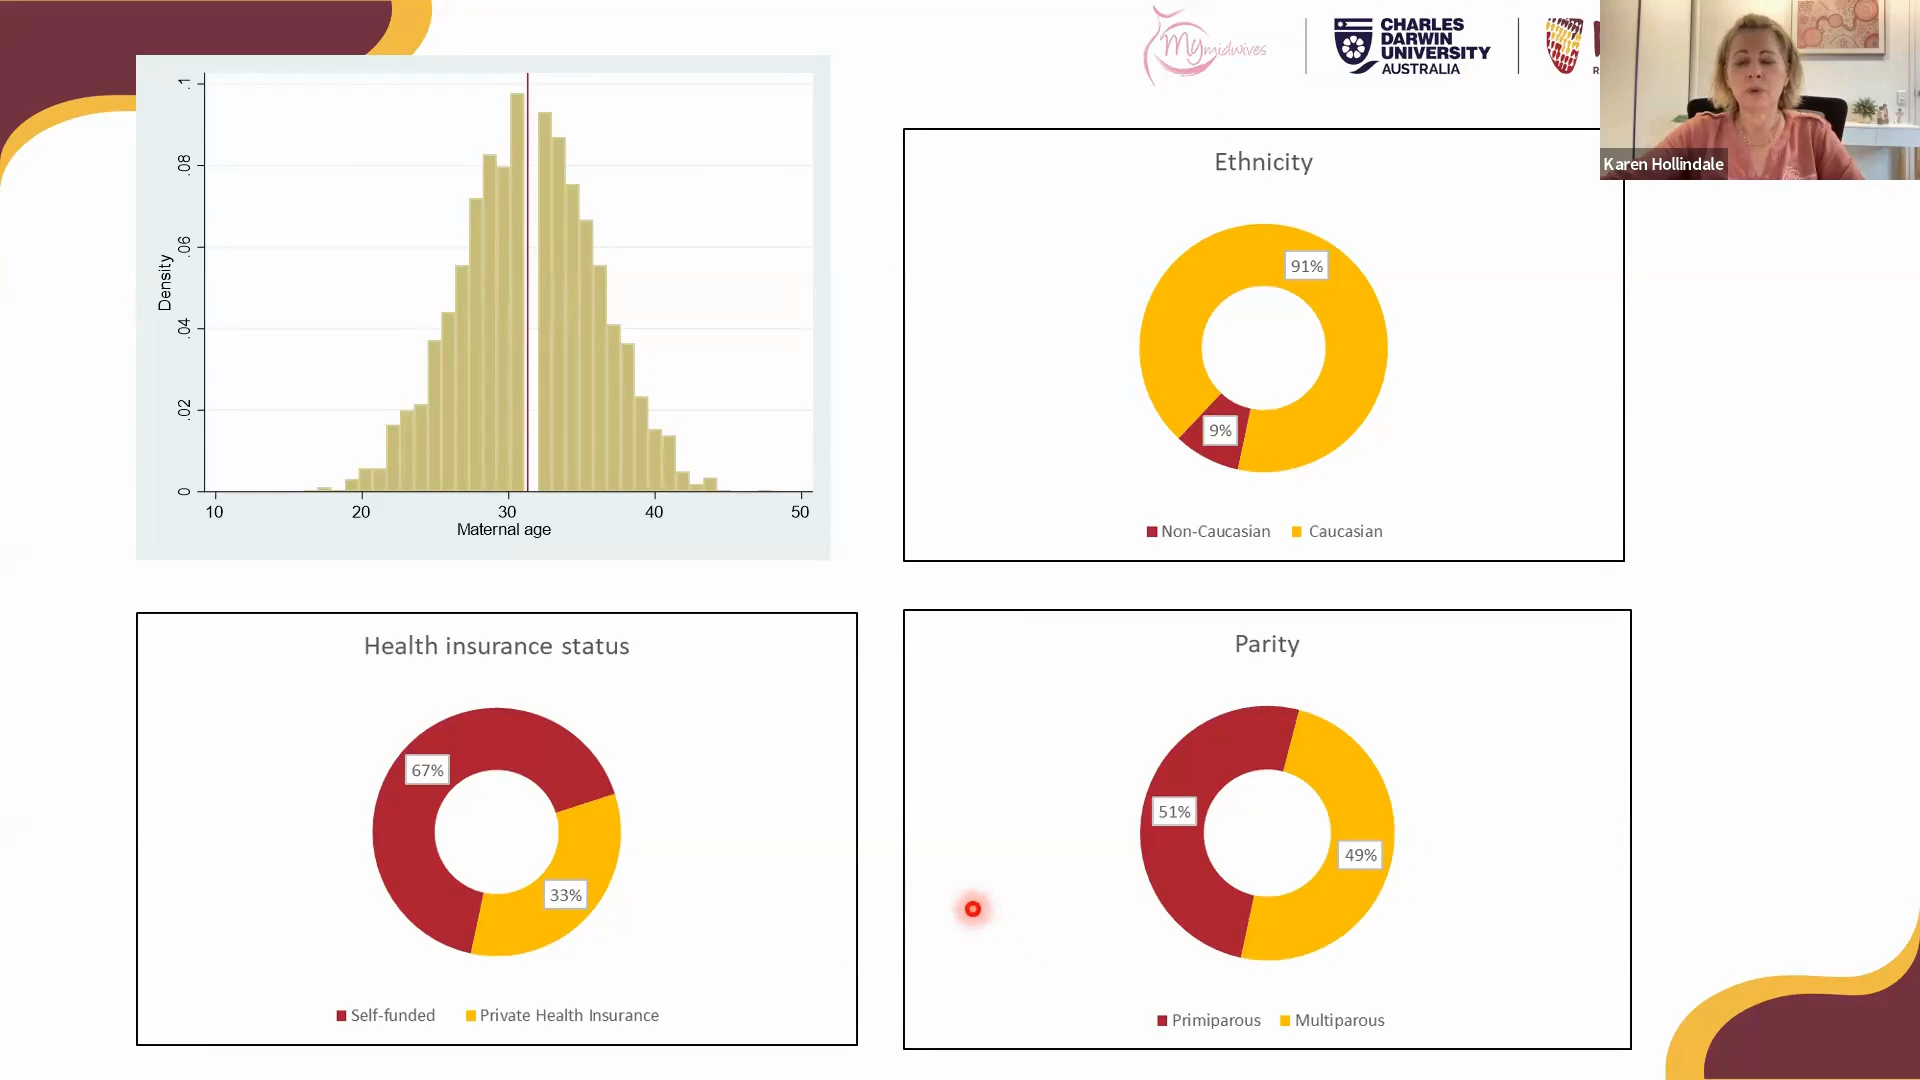 My midwives
CHARLES
DARWIN
UNIVERSITY
AUSTRALIA
Karen Hollindale
.1
.08
.06
.04
.02
0
Density
10 20 30 40 50
Maternal age
Ethnicity
91%
9%
Non-Caucasian Caucasian
Health insurance status
67%
33%
Self-funded Private Health Insurance
Parity
51%
49%
Primiparous Multiparous